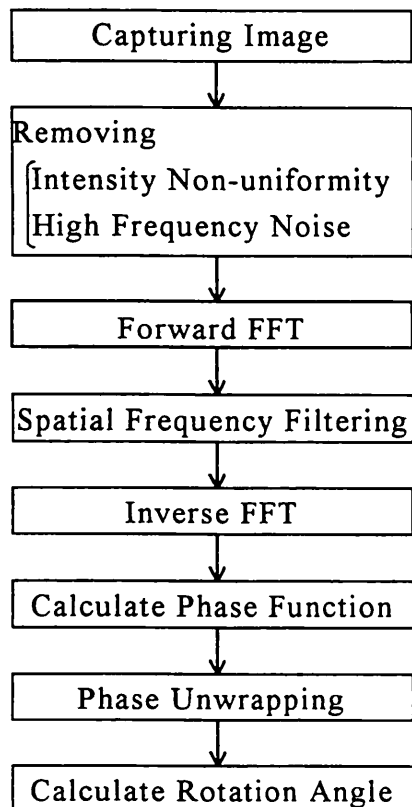 Capturing Image
Removing
Intensity Non-uniformity
High Frequency Noise
Forward FFT
Spatial Frequency Filtering
Inverse FFT
Calculate Phase Function
Phase Unwrapping
Calculate Rotation Angle